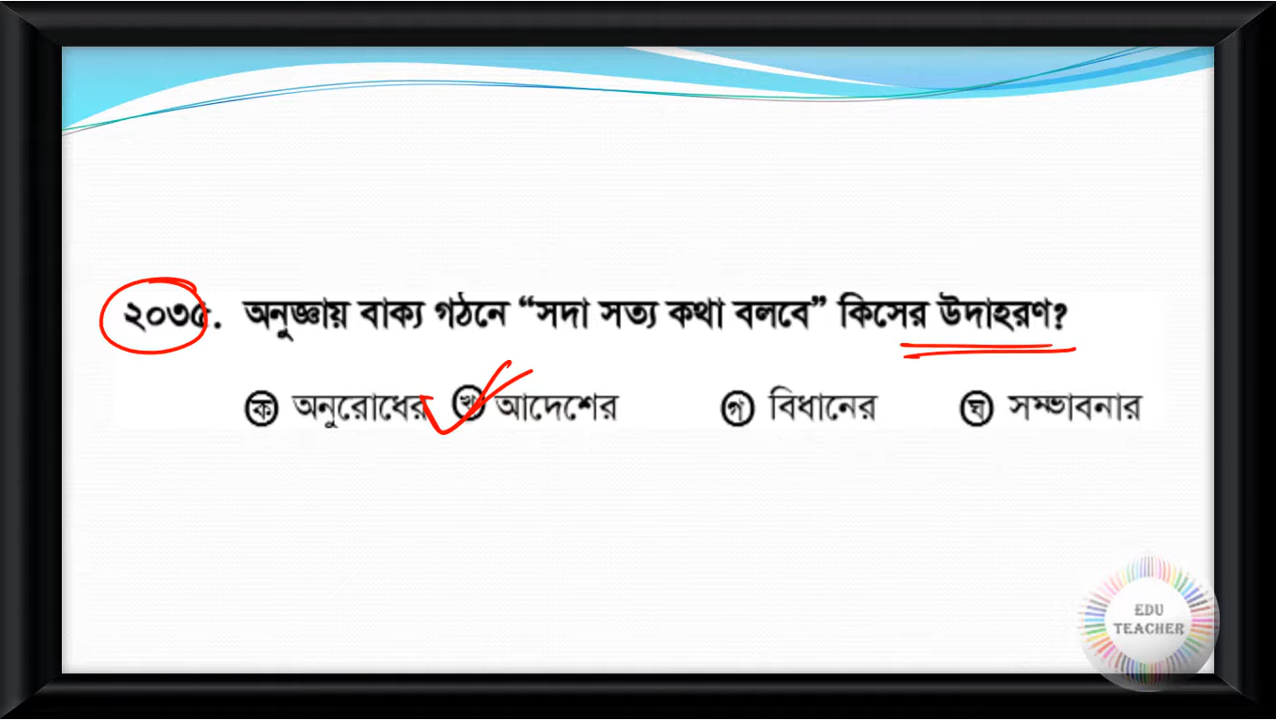 ২০৩৫. অনুজ্ঞায় বাক্য গঠনে “সদা সত্য কথা বলবে” কিসের উদাহরণ?
ক অনুরোধের খ আদেশের গ বিধানের ঘ সম্ভাবনার
EDU
TEACHER